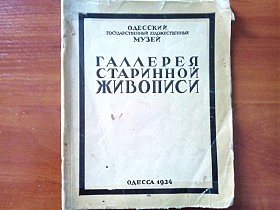 ОДЕССКИЙ
ГОСУДАРСТВЕННЫЙ ХУДОЖЕСТВЕННЫЙ
МУЗЕЙ
ГАЛЛЕРЕЯ
СТАРИННОЙ
ЖИВОПИСИ
ОДЕССА 1924